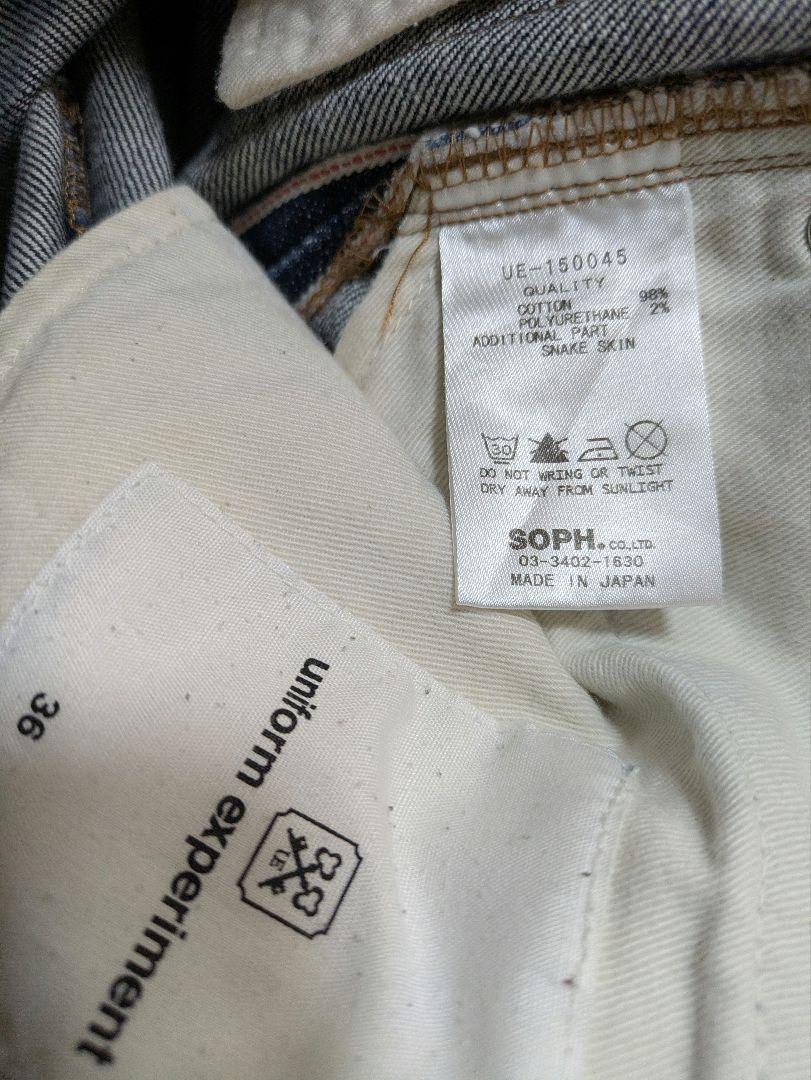 UE-150045
QUALITY
COTTON 98%
POLYURETHANE 2%
ADDITIONAL PART
SNAKE SKIN
30
DO NOT WRING OR TWIST
DRY AWAY FROM SUNLIGHT
SOPH. CO.,LTD.
03-3402-1630
MADE IN JAPAN
uniform experiment
UE
36